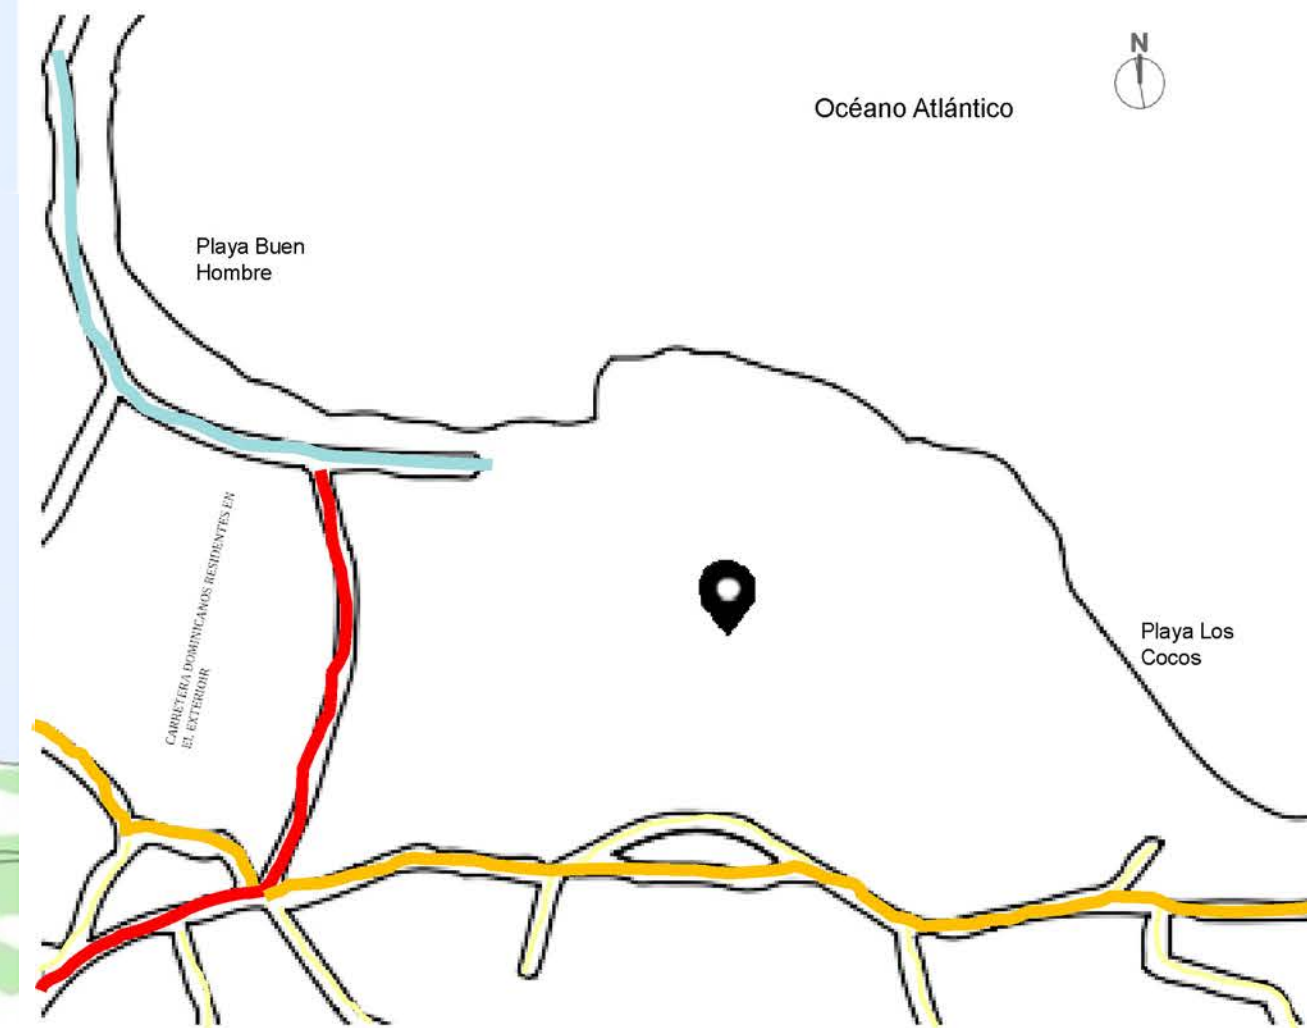 N
Océano Atlántico
Playa Buen
Hombre
CARRETERA DOMINICANOS RESIDENTES EN
EL EXTERIOIR
Playa Los
Cocos